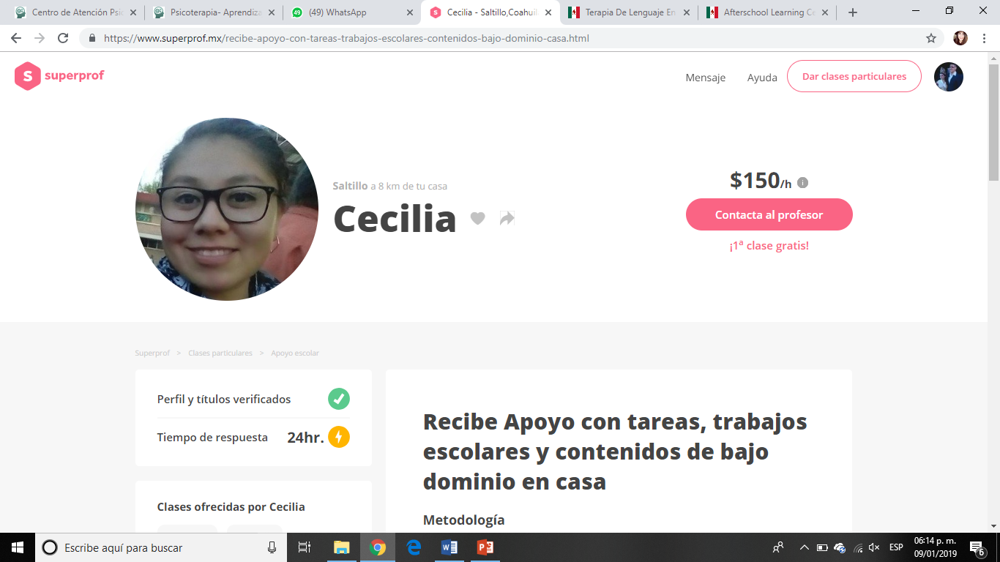 Centro de Atención Psi
Psicoterapia- Aprendiza
(49) WhatsApp
Cecilia - Saltillo,Coahuil
Terapia De Lenguaje En
Afterschool Learning Ce
https://www.superprof.mx/recibe-apoyo-con-tareas-trabajos-escolares-contenidos-bajo-dominio-casa.html
S superprof
Mensaje
Ayuda
Dar clases particulares
Saltillo a 8 km de tu casa
Cecilia
$150/h
Contacta al profesor
¡1ª clase gratis!
Superprof > Clases particulares > Apoyo escolar
Perfil y títulos verificados
Tiempo de respuesta 24hr.
Clases ofrecidas por Cecilia
Recibe Apoyo con tareas, trabajos
escolares y contenidos de bajo
dominio en casa
Metodología
Escribe aquí para buscar
ESP
06:14 p. m.
09/01/2019
6